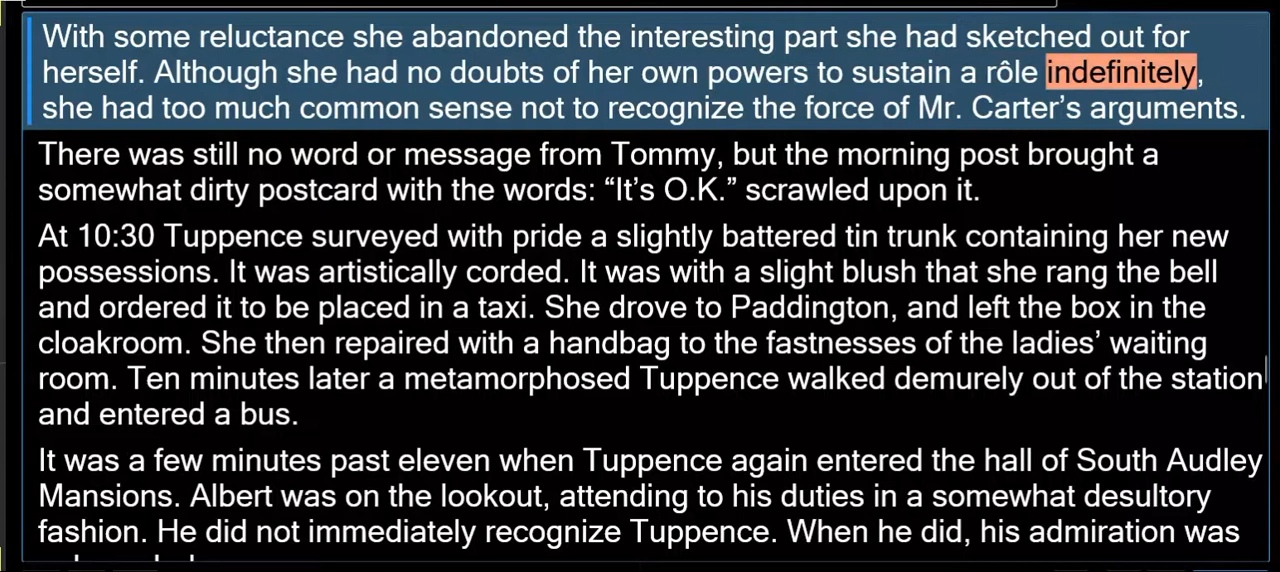 With some reluctance she abandoned the interesting part she had sketched out for
herself. Although she had no doubts of her own powers to sustain a rôle indefinitely,
she had too much common sense not to recognize the force of Mr. Carter’s arguments.
There was still no word or message from Tommy, but the morning post brought a
somewhat dirty postcard with the words: “It’s O.K.” scrawled upon it.
At 10:30 Tuppence surveyed with pride a slightly battered tin trunk containing her new
possessions. It was artistically corded. It was with a slight blush that she rang the bell
and ordered it to be placed in a taxi. She drove to Paddington, and left the box in the
cloakroom. She then repaired with a handbag to the fastnesses of the ladies’ waiting
room. Ten minutes later a metamorphosed Tuppence walked demurely out of the station
and entered a bus.
It was a few minutes past eleven when Tuppence again entered the hall of South Audley
Mansions. Albert was on the lookout, attending to his duties in a somewhat desultory
fashion. He did not immediately recognize Tuppence. When he did, his admiration was